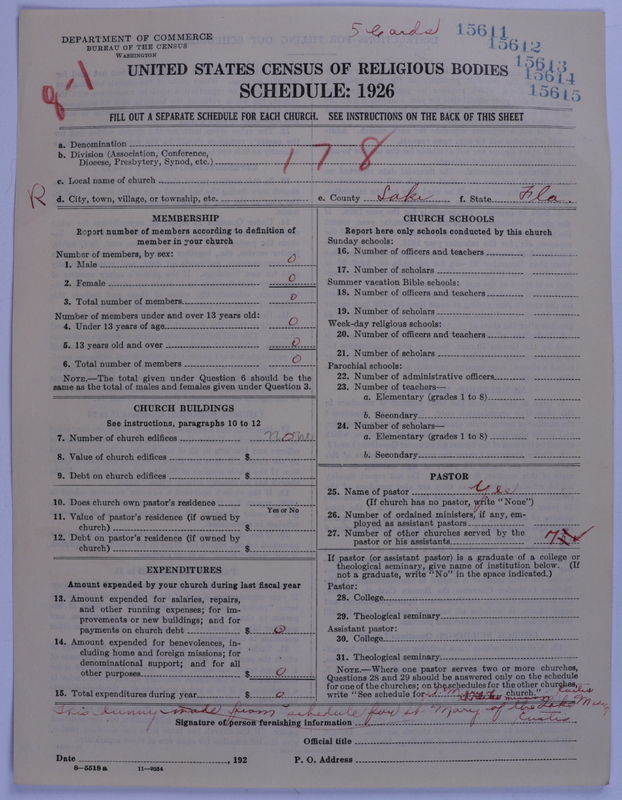 DEPARTMENT OF COMMERCE
BUREAU OF THE CENSUS
WASHINGTON
5 Cards
15611
15612
15613
15614
15615
9-1
UNITED STATES CENSUS OF RELIGIOUS BODIES
SCHEDULE: 1926
FILL OUT A SEPARATE SCHEDULE FOR EACH CHURCH. SEE INSTRUCTIONS ON THE BACK OF THIS SHEET
a. Denomination
b. Division (Association, Conference,
Diocese, Presbytery, Synod, etc.)
178
c. Local name of church
R
d. City, town, village, or township, etc. e. County Lake f. State Fla.
MEMBERSHIP
Report number of members according to definition of
member in your church
Number of members, by sex:
1. Male 0
2. Female 0
3. Total number of members 0
Number of members under and over 13 years old:
4. Under 13 years of age 0
5. 13 years old and over 0
6. Total number of members 0
NOTE.—The total given under Question 6 should be the
same as the total of males and females given under Question 3.
CHURCH BUILDINGS
See instructions, paragraphs 10 to 12
7. Number of church edifices None
8. Value of church edifices $
9. Debt on church edifices $
10. Does church own pastor's residence
Yes or No
11. Value of pastor's residence (if owned by
church) $
12. Debt on pastor's residence (if owned by
church) $
EXPENDITURES
Amount expended by your church during last fiscal year
13. Amount expended for salaries, repairs,
and other running expenses; for im-
provements or new buildings; and for
payments on church debt $ 0
14. Amount expended for benevolences, in-
cluding home and foreign missions; for
denominational support; and for all
other purposes $ 0
15. Total expenditures during year $ 0
CHURCH SCHOOLS
Report here only schools conducted by this church
Sunday schools:
16. Number of officers and teachers
17. Number of scholars
Summer vacation Bible schools:
18. Number of officers and teachers
19. Number of scholars
Week-day religious schools:
20. Number of officers and teachers
21. Number of scholars
Parochial schools:
22. Number of administrative officers
23. Number of teachers—
a. Elementary (grades 1 to 8)
b. Secondary
24. Number of scholars—
a. Elementary (grades 1 to 8)
b. Secondary
PASTOR
25. Name of pastor Yes
(If church has no pastor, write "None")
26. Number of ordained ministers, if any, em-
ployed as assistant pastors
27. Number of other churches served by the
pastor or his assistants
If pastor (or assistant pastor) is a graduate of a college or
theological seminary, give name of institution below. (If
not a graduate, write "No" in the space indicated.)
Pastor:
28. College
29. Theological seminary
Assistant pastor:
30. College
31. Theological seminary
NOTE.—Where one pastor serves two or more churches,
Questions 28 and 29 should be answered only on the schedule
for one of the churches; on the schedules for the other churches,
write "See schedule for church." Eustis
This dummy made from schedule for St Mary of the Lake
Eustis
Signature of person furnishing information
Official title
Date , 192 P. O. Address
8—5518 a 11—9034